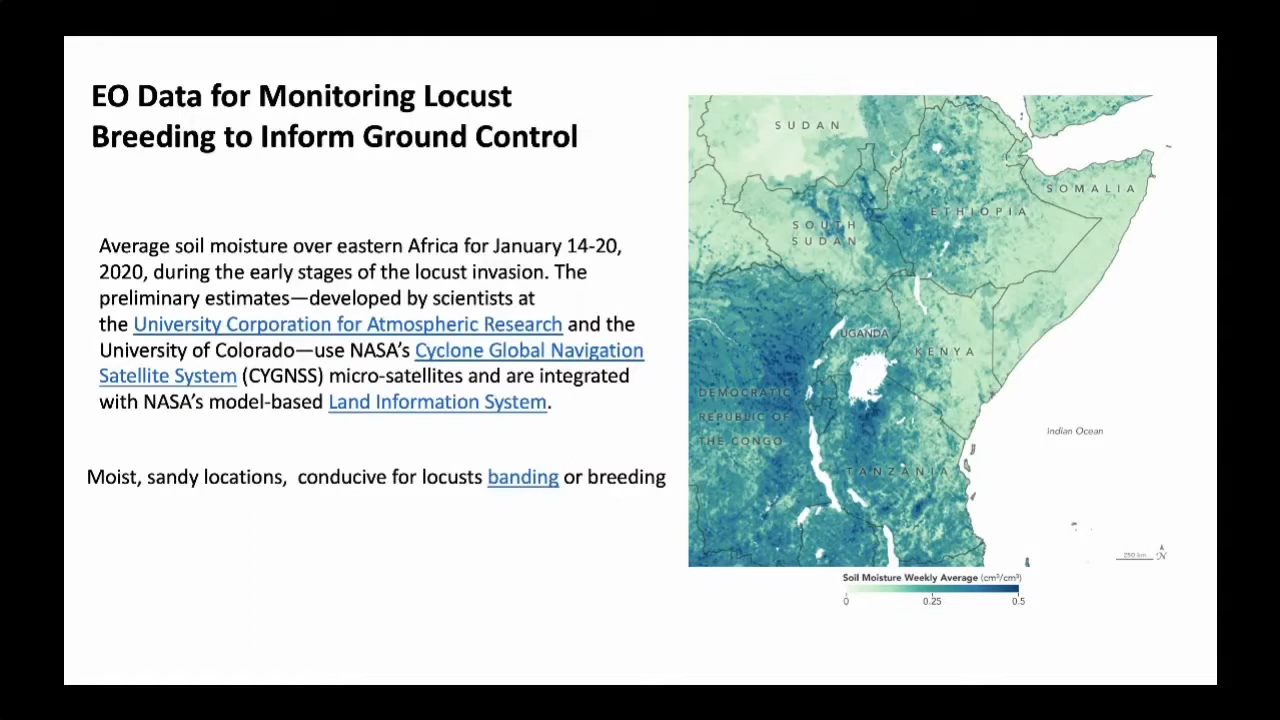 EO Data for Monitoring Locust
Breeding to Inform Ground Control
Average soil moisture over eastern Africa for January 14-20,
2020, during the early stages of the locust invasion. The
preliminary estimates—developed by scientists at
the University Corporation for Atmospheric Research and the
University of Colorado—use NASA’s Cyclone Global Navigation
Satellite System (CYGNSS) micro-satellites and are integrated
with NASA’s model-based Land Information System.
Moist, sandy locations, conducive for locusts banding or breeding
SUDAN
SOMALIA
ETHIOPIA
SOUTH
SUDAN
UGANDA
KENYA
DEMOCRATIC
REPUBLIC OF
THE CONGO
Indian Ocean
TANZANIA
250 km
N
Soil Moisture Weekly Average (cm³/cm³)
0 0.25 0.5